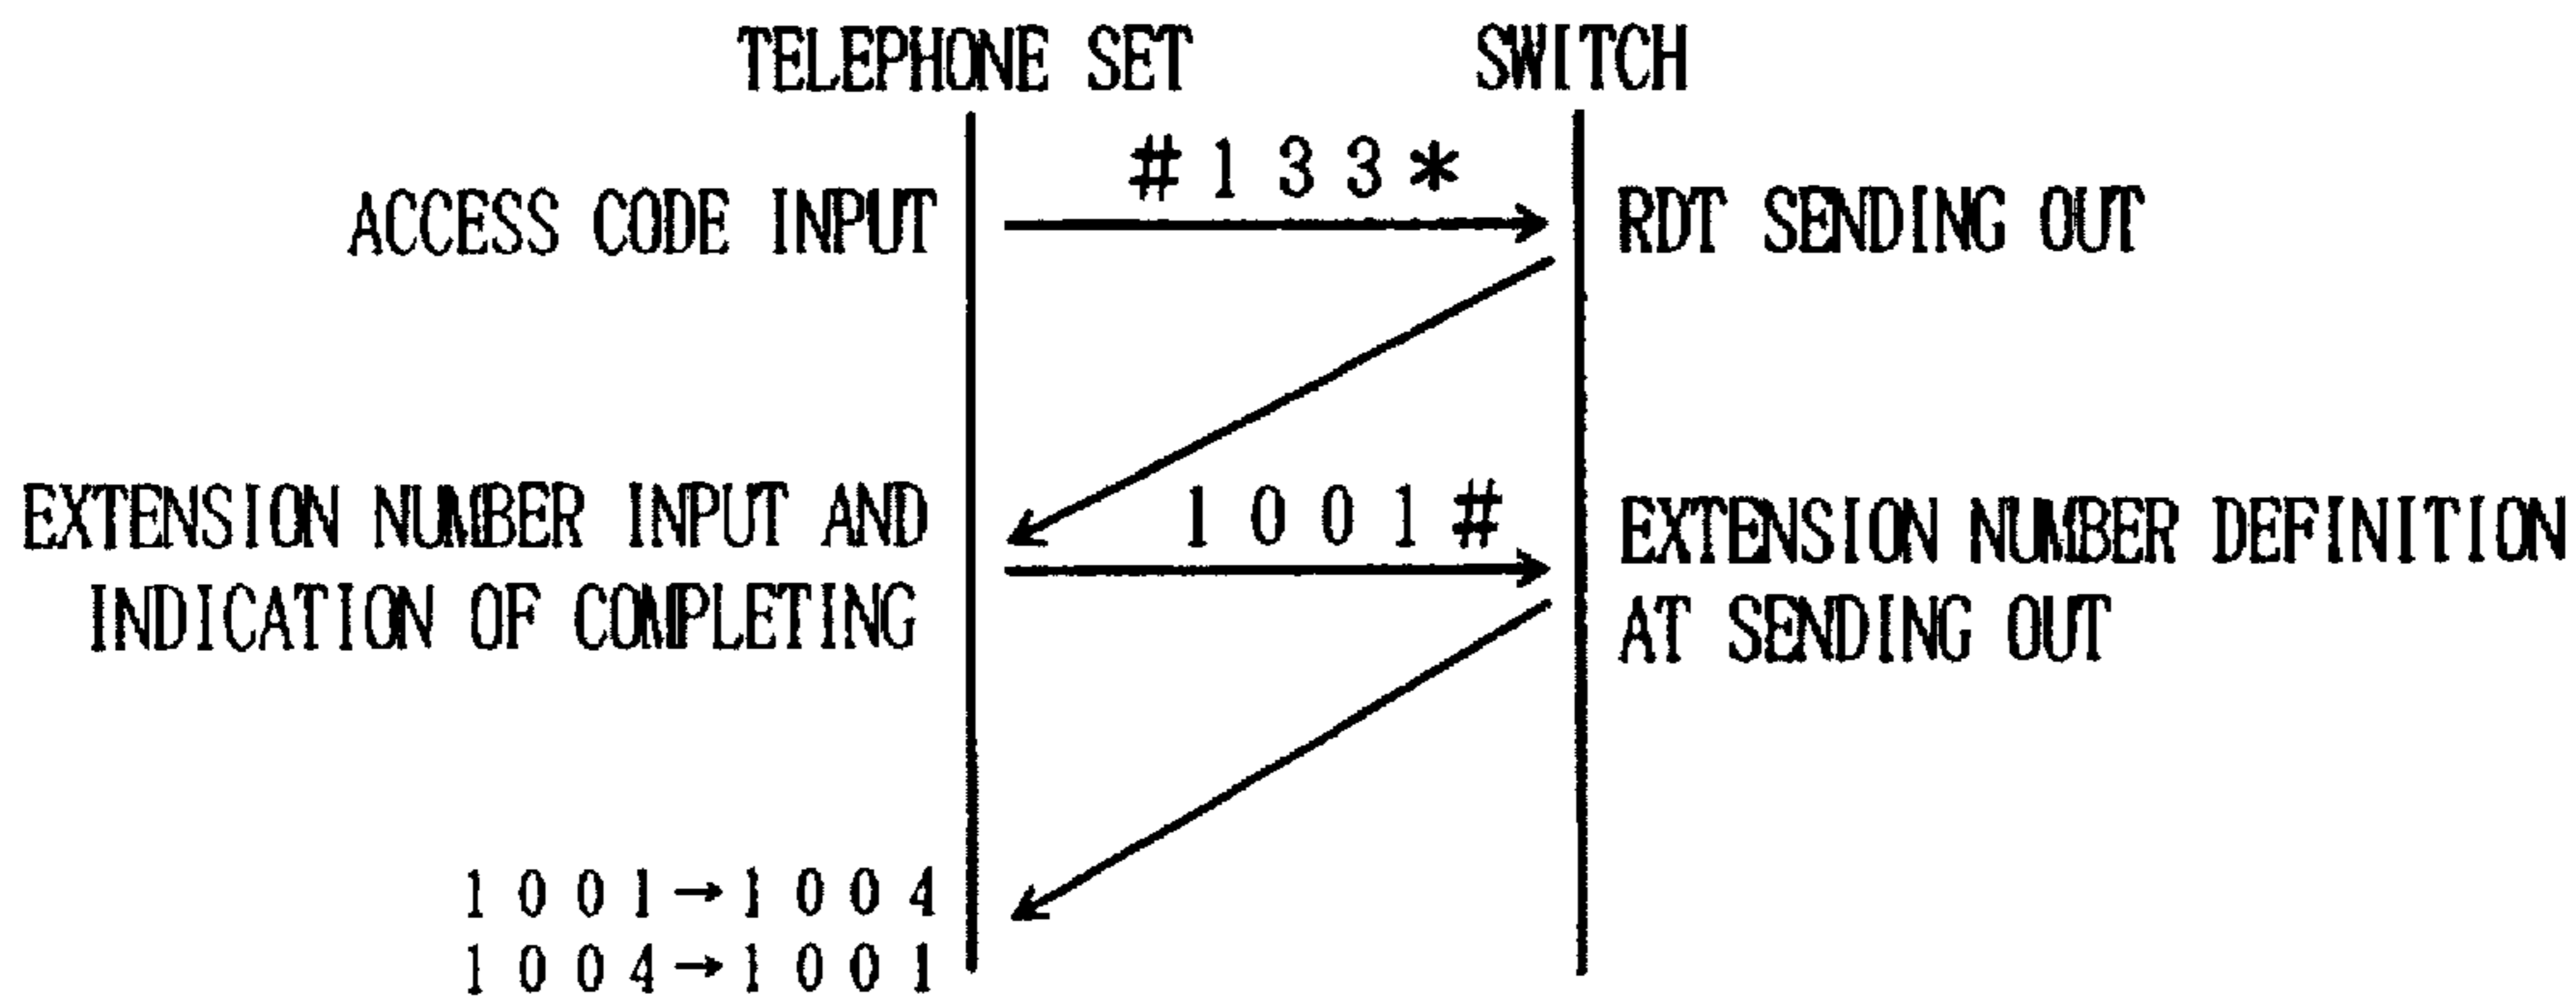 TELEPHONE SET SWITCH
#133*
ACCESS CODE INPUT RDT SENDING OUT
1001#
EXTENSION NUMBER INPUT AND
INDICATION OF COMPLETING
EXTENSION NUMBER DEFINITION
AT SENDING OUT
1001→1004
1004→1001